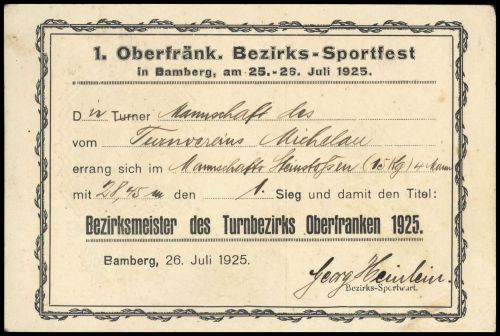 1. Oberfränk. Bezirks-Sportfest
in Bamberg, am 25.-26. Juli 1925.
Die Turner Mannschaft des
vom Turnvereins Michelau
errang sich im Mannschafts Steinstoßen (15 Kg) 4 Mann
mit 28,45 m den 1. Sieg und damit den Titel:
Bezirksmeister des Turnbezirks Oberfranken 1925.
Bamberg, 26. Juli 1925.
Georg Heinlein.
Bezirks-Sportwart.